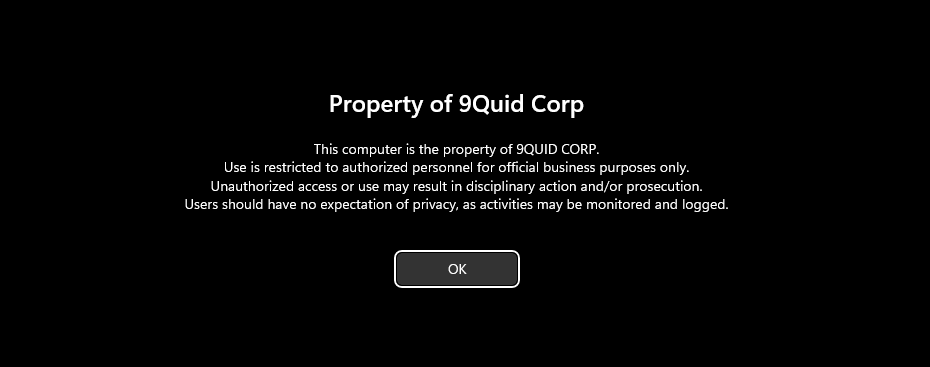 Property of 9Quid Corp
This computer is the property of 9QUID CORP.
Use is restricted to authorized personnel for official business purposes only.
Unauthorized access or use may result in disciplinary action and/or prosecution.
Users should have no expectation of privacy, as activities may be monitored and logged.
OK